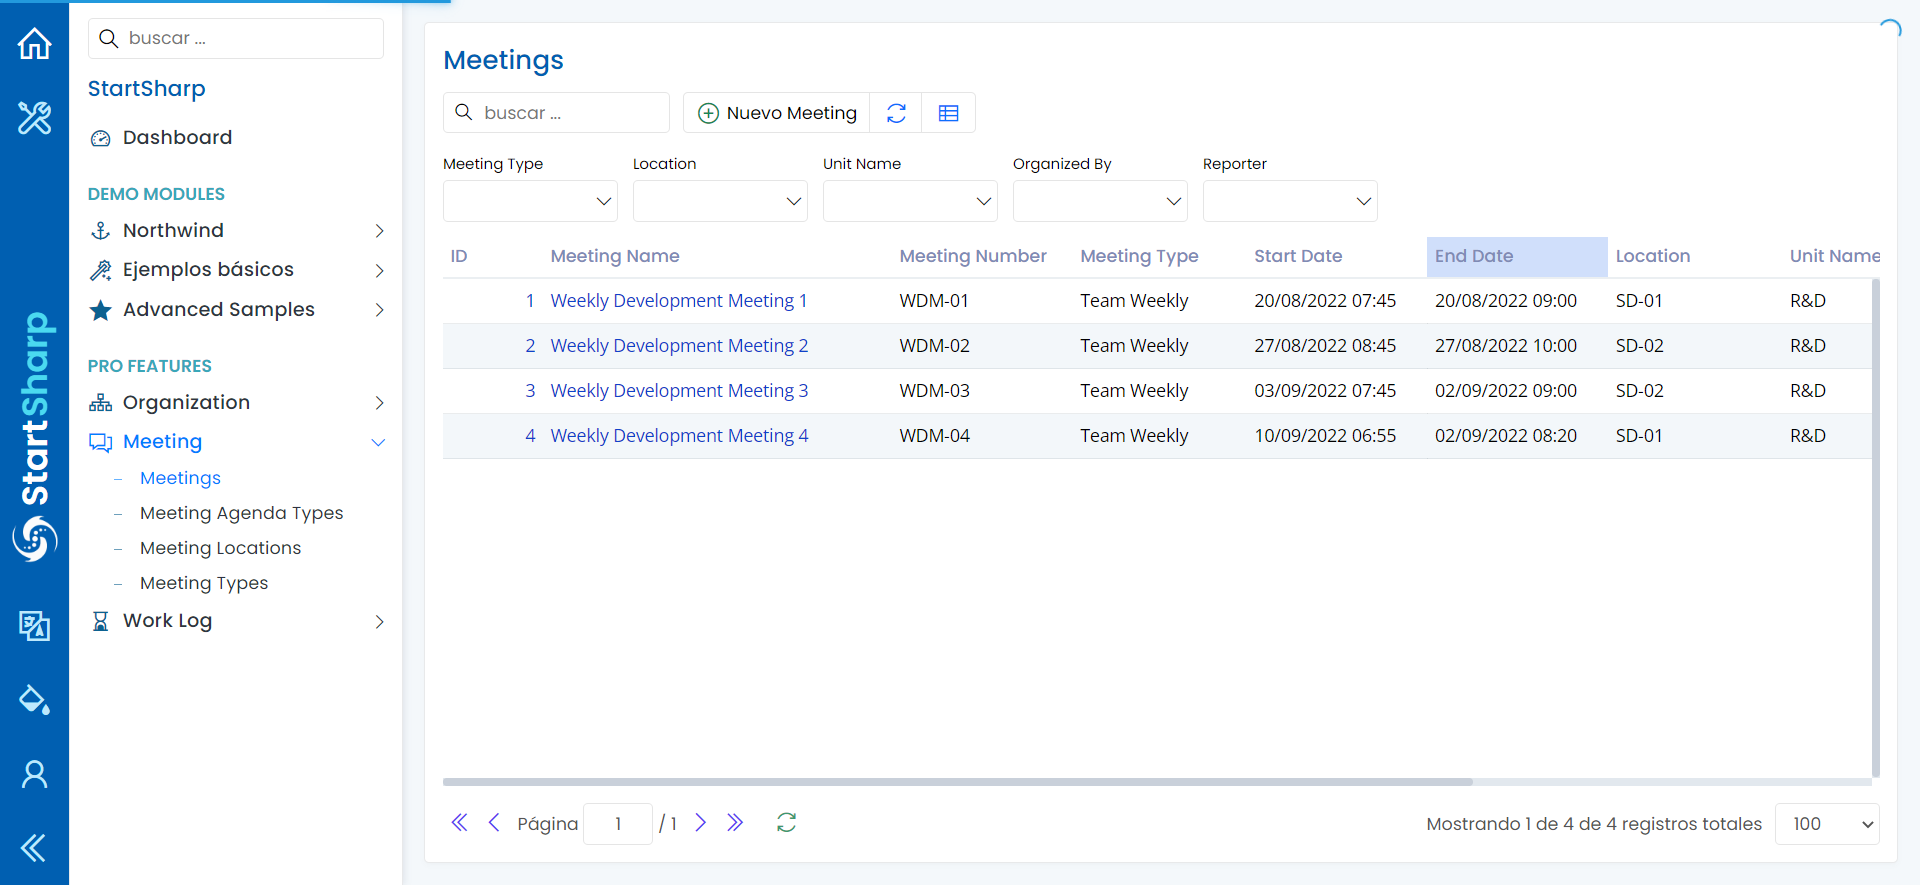 buscar ...
StartSharp
Dashboard
DEMO MODULES
Northwind
Ejemplos básicos
Advanced Samples
PRO FEATURES
Organization
Meeting
Meetings
Meeting Agenda Types
Meeting Locations
Meeting Types
Work Log
StartSharp
Meetings
buscar ...
Nuevo Meeting
Meeting Type Location Unit Name Organized By Reporter
ID Meeting Name Meeting Number Meeting Type Start Date End Date Location Unit Name
1 Weekly Development Meeting 1 WDM-01 Team Weekly 20/08/2022 07:45 20/08/2022 09:00 SD-01 R&D
2 Weekly Development Meeting 2 WDM-02 Team Weekly 27/08/2022 08:45 27/08/2022 10:00 SD-02 R&D
3 Weekly Development Meeting 3 WDM-03 Team Weekly 03/09/2022 07:45 02/09/2022 09:00 SD-02 R&D
4 Weekly Development Meeting 4 WDM-04 Team Weekly 10/09/2022 06:55 02/09/2022 08:20 SD-01 R&D
Página 1 / 1
Mostrando 1 de 4 de 4 registros totales 100